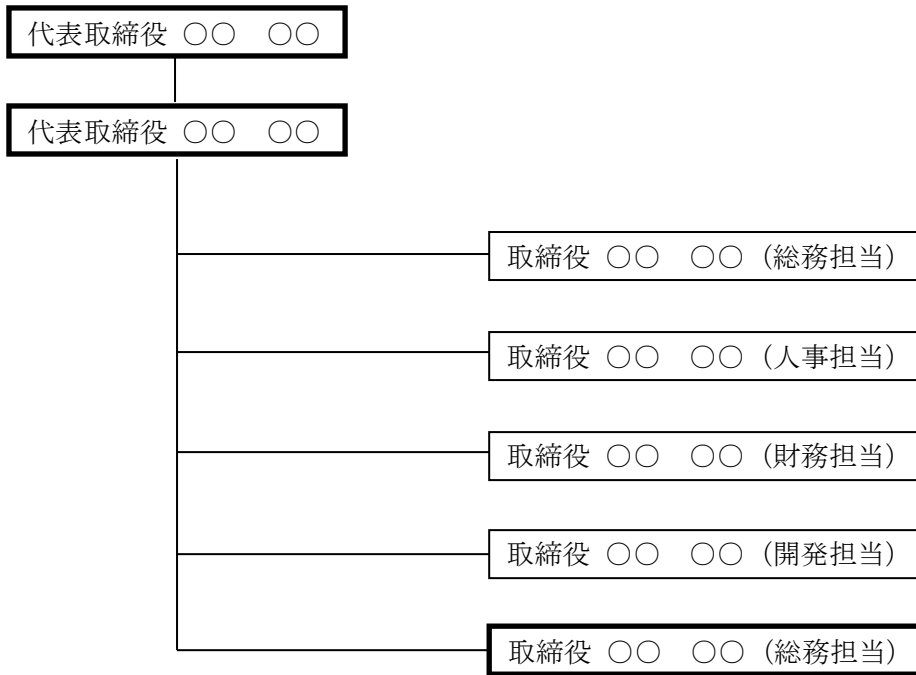 代表取締役 ○○　○○
代表取締役 ○○　○○
取締役 ○○　○○（総務担当）
取締役 ○○　○○（人事担当）
取締役 ○○　○○（財務担当）
取締役 ○○　○○（開発担当）
取締役 ○○　○○（総務担当）